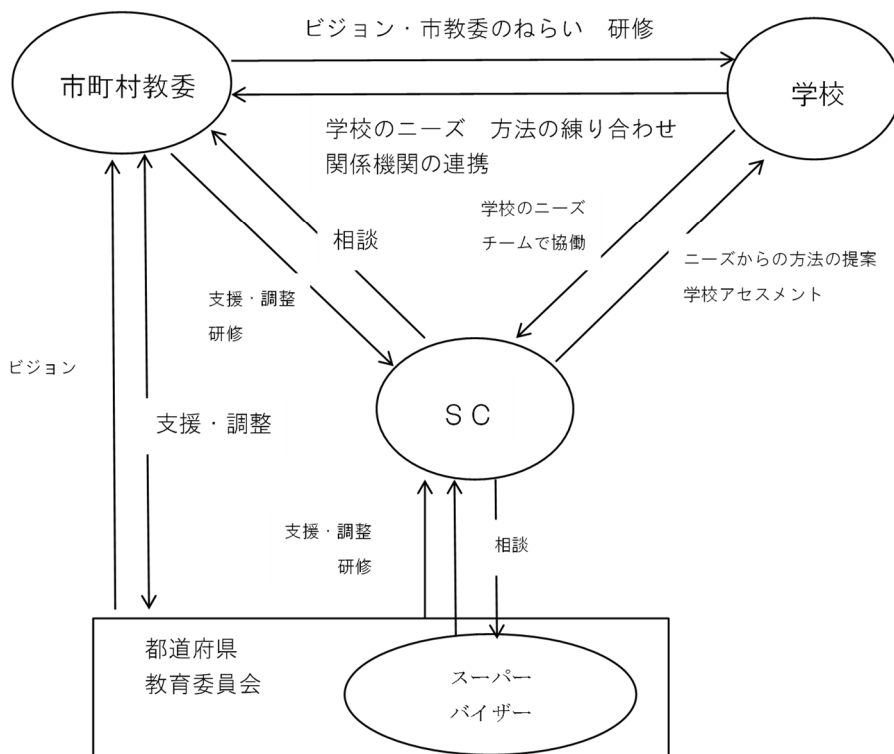 ビジョン・市教委のねらい　研修
市町村教委
学校
学校のニーズ　方法の練り合わせ
関係機関の連携
学校のニーズ
チームで協働
相談
ニーズからの方法の提案
学校アセスメント
支援・調整
研修
ビジョン
支援・調整
ＳＣ
支援・調整
研修
相談
都道府県
教育委員会
スーパー
バイザー